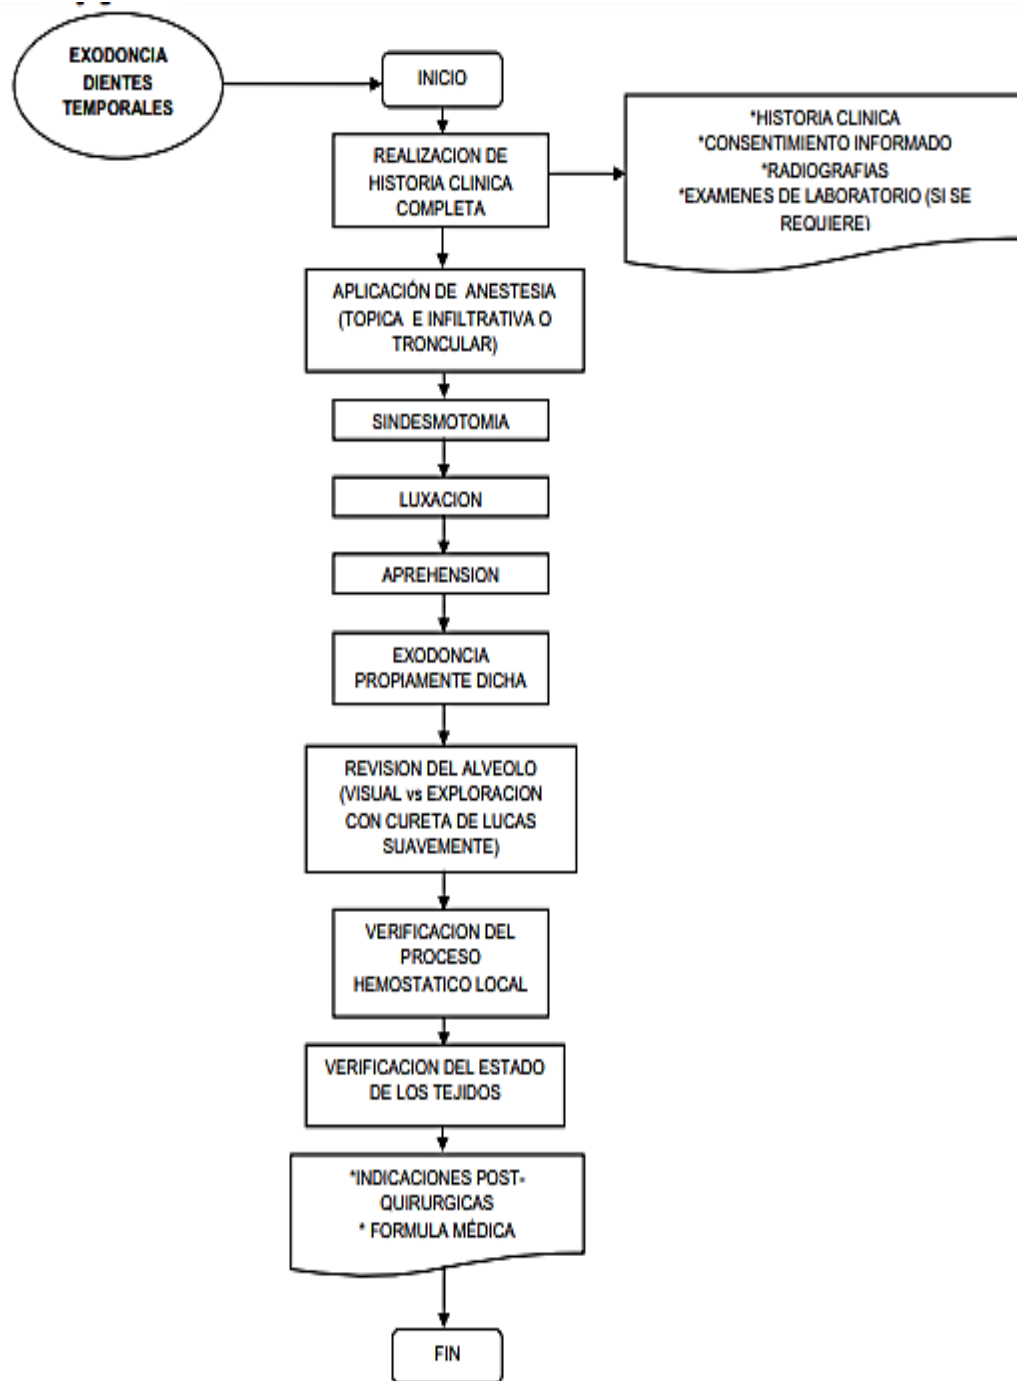 EXODONCIA
DIENTES
TEMPORALES
INICIO
REALIZACION DE
HISTORIA CLINICA
COMPLETA
*HISTORIA CLINICA
*CONSENTIMIENTO INFORMADO
*RADIOGRAFIAS
*EXAMENES DE LABORATORIO (SI SE
REQUIERE)
APLICACIÓN DE ANESTESIA
(TOPICA E INFILTRATIVA O
TRONCULAR)
SINDESMOTOMIA
LUXACION
APREHENSION
EXODONCIA
PROPIAMENTE DICHA
REVISION DEL ALVEOLO
(VISUAL vs EXPLORACION
CON CURETA DE LUCAS
SUAVEMENTE)
VERIFICACION DEL
PROCESO
HEMOSTATICO LOCAL
VERIFICACION DEL ESTADO
DE LOS TEJIDOS
*INDICACIONES POST-
QUIRURGICAS
* FORMULA MÉDICA
FIN